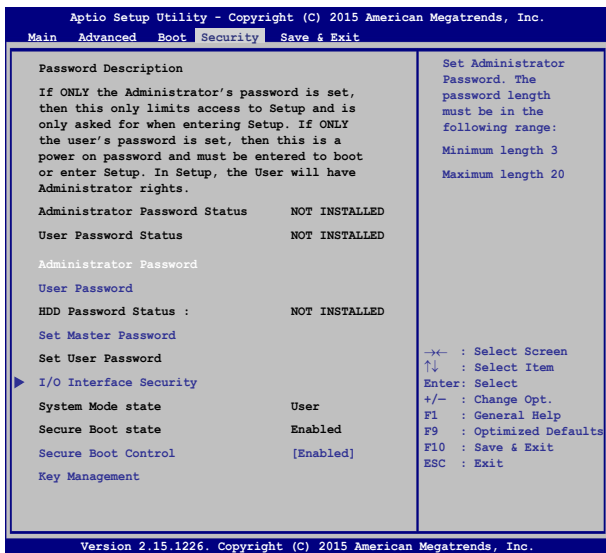 Aptio Setup Utility - Copyright (C) 2015 American Megatrends, Inc.
Main Advanced Boot Security Save & Exit
Password Description
If ONLY the Administrator's password is set,
then this only limits access to Setup and is
only asked for when entering Setup. If ONLY
the user's password is set, then this is a
power on password and must be entered to boot
or enter Setup. In Setup, the User will have
Administrator rights.
Administrator Password Status NOT INSTALLED
User Password Status NOT INSTALLED
Administrator Password
User Password
HDD Password Status : NOT INSTALLED
Set Master Password
Set User Password
I/O Interface Security
System Mode state User
Secure Boot state Enabled
Secure Boot Control [Enabled]
Key Management
Set Administrator
Password. The
password length
must be in the
following range:
Minimum length 3
Maximum length 20
→← : Select Screen
↑↓ : Select Item
Enter: Select
+/— : Change Opt.
F1 : General Help
F9 : Optimized Defaults
F10 : Save & Exit
ESC : Exit
Version 2.15.1226. Copyright (C) 2015 American Megatrends, Inc.